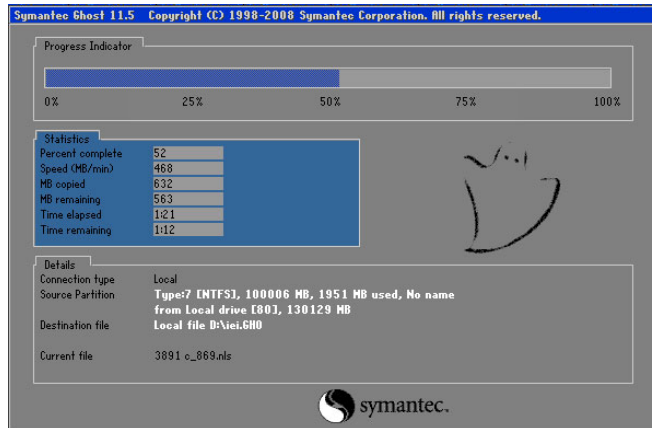 Symantec Ghost 11.5 Copyright (C) 1998-2008 Symantec Corporation. All rights reserved.
Progress Indicator
0% 25% 50% 75% 100%
Statistics
Percent complete 52
Speed (MB/min) 468
MB copied 632
MB remaining 563
Time elapsed 1:21
Time remaining 1:12
Details
Connection type Local
Source Partition Type:7 [NTFS], 100006 MB, 1951 MB used, No name
from Local drive [80], 130129 MB
Destination file Local file D:\iei.GHO
Current file 3891 c_869.nls
symantec.